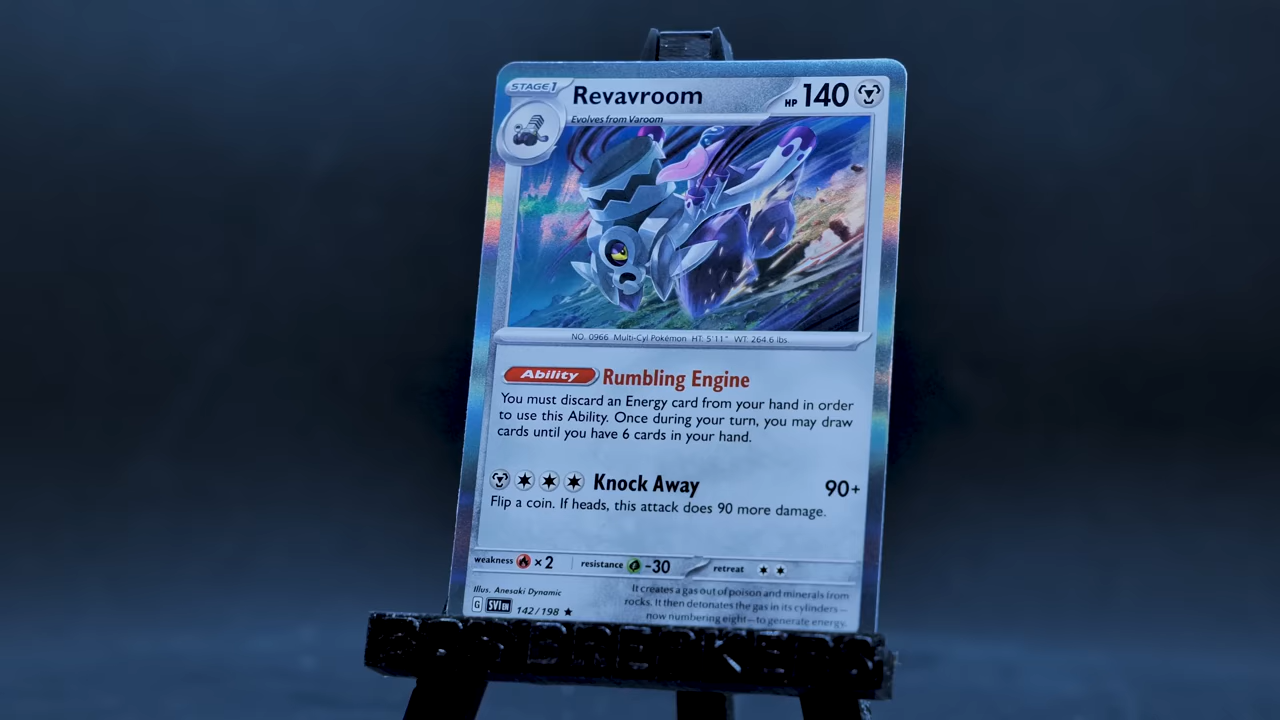 STAGE 1
Revavroom
HP 140
Evolves from Varoom
NO. 0966 Multi-Cyl Pokémon HT. 5'11" WT. 264.6 lbs
Ability Rumbling Engine
You must discard an Energy card from your hand in order
to use this Ability. Once during your turn, you may draw
cards until you have 6 cards in your hand.
Knock Away 90+
Flip a coin. If heads, this attack does 90 more damage.
weakness ×2 resistance -30 retreat
Illus. Anesaki Dynamic
G SVI EN 142/198
It creates a gas out of poison and minerals from
rocks. It then detonates the gas in its cylinders—
now numbering eight—to generate energy.